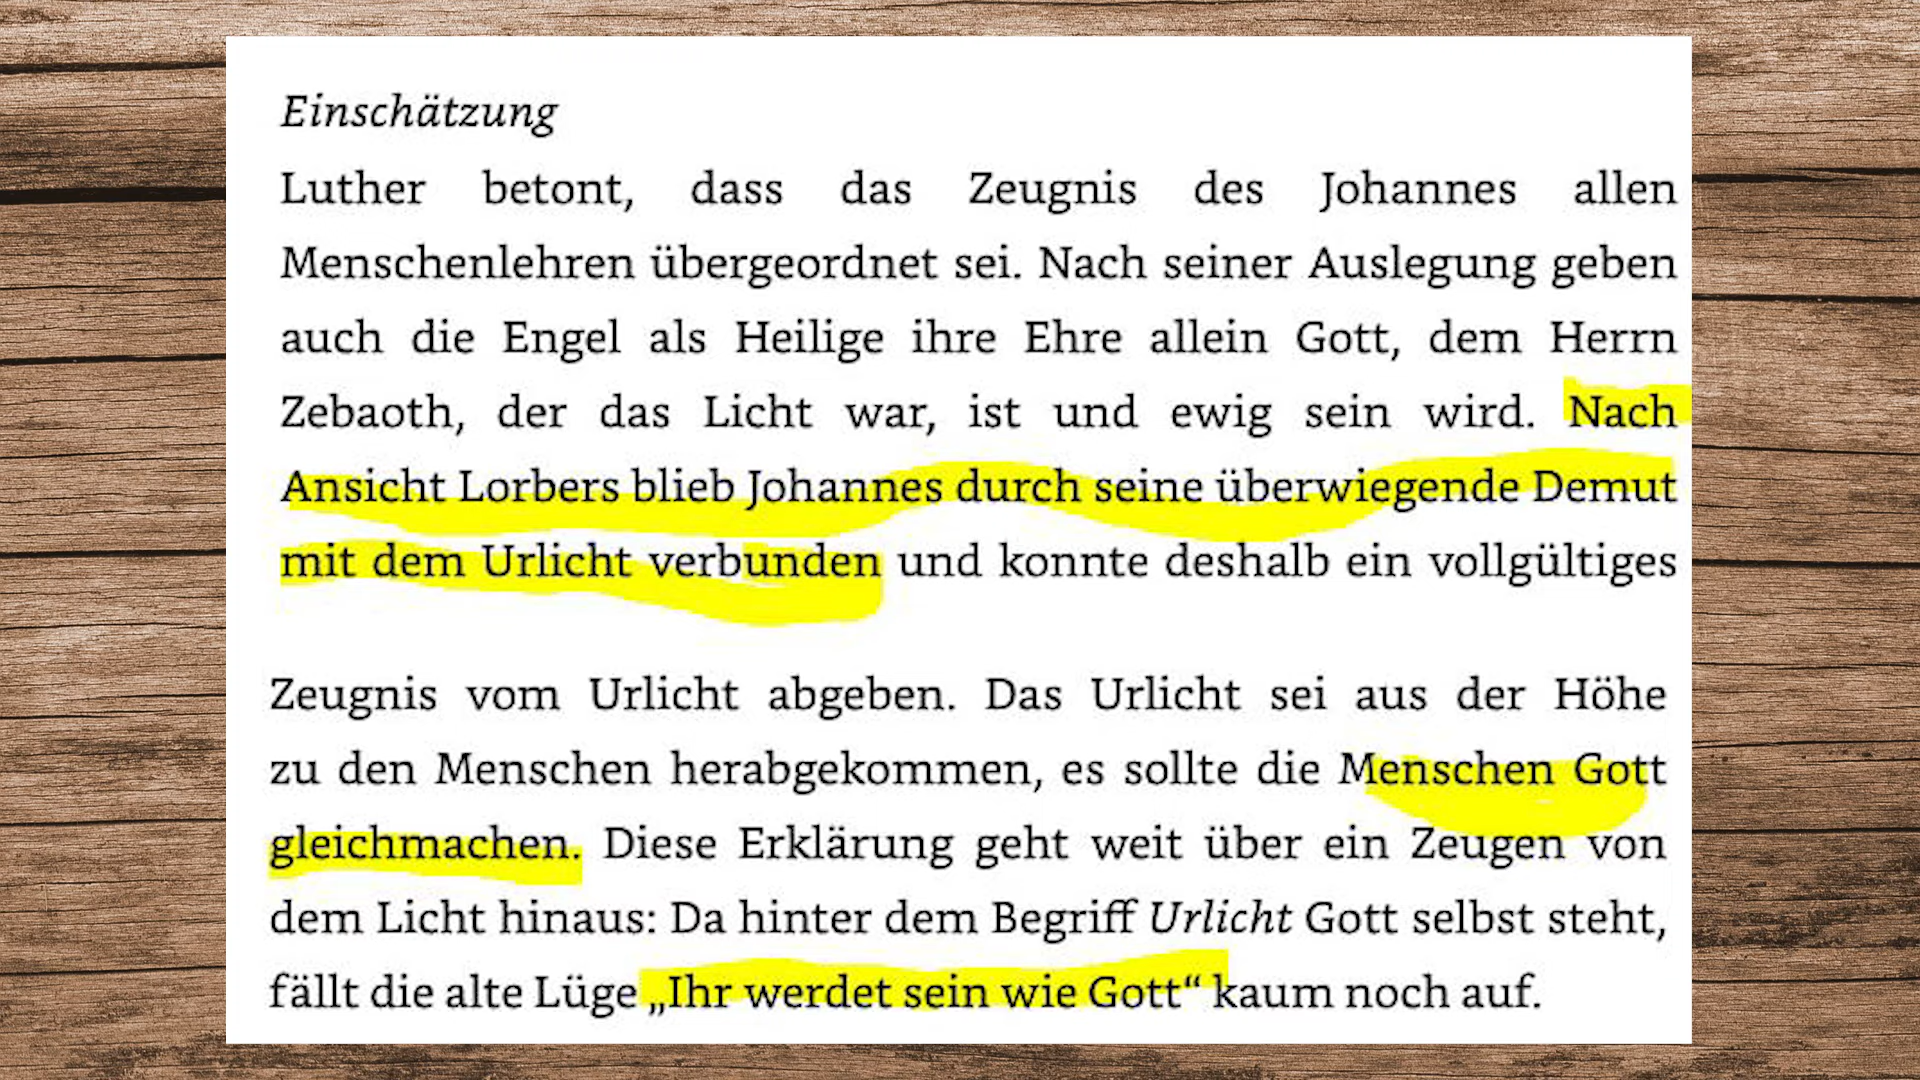 Einschätzung
Luther betont, dass das Zeugnis des Johannes allen
Menschenlehren übergeordnet sei. Nach seiner Auslegung geben
auch die Engel als Heilige ihre Ehre allein Gott, dem Herrn
Zebaoth, der das Licht war, ist und ewig sein wird. Nach
Ansicht Lorbers blieb Johannes durch seine überwiegende Demut
mit dem Urlicht verbunden und konnte deshalb ein vollgültiges
Zeugnis vom Urlicht abgeben. Das Urlicht sei aus der Höhe
zu den Menschen herabgekommen, es sollte die Menschen Gott
gleichmachen. Diese Erklärung geht weit über ein Zeugen von
dem Licht hinaus: Da hinter dem Begriff Urlicht Gott selbst steht,
fällt die alte Lüge „Ihr werdet sein wie Gott“ kaum noch auf.